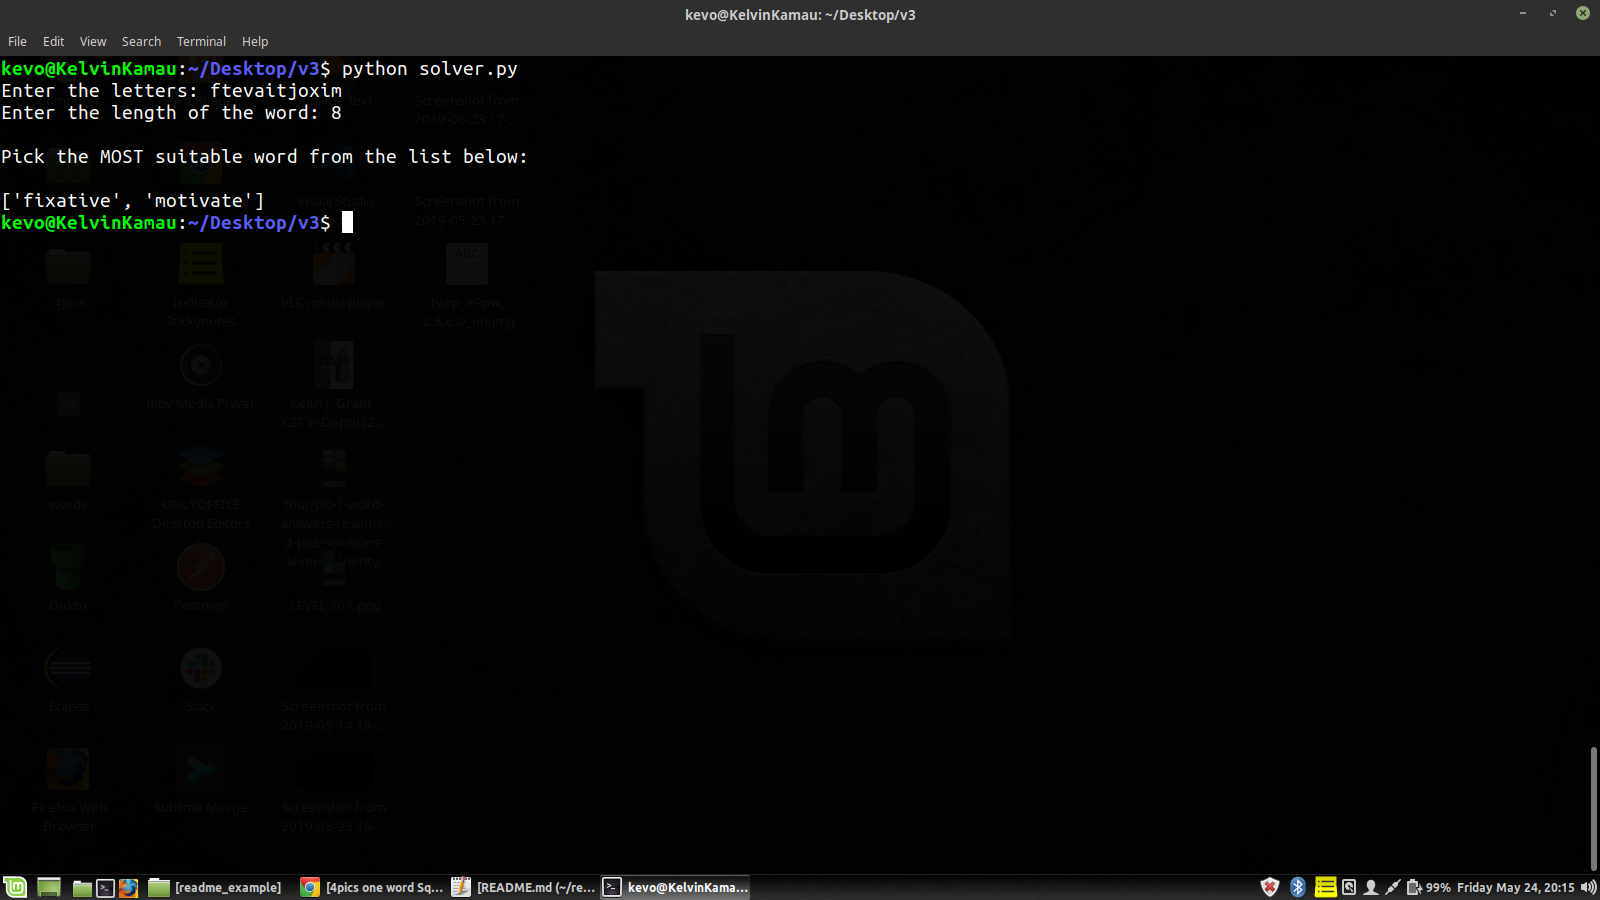 kevo@KelvinKamau: ~/Desktop/v3
File Edit View Search Terminal Help
kevo@KelvinKamau:~/Desktop/v3$ python solver.py
Enter the letters: ftevaitjoxim
Enter the length of the word: 8
Pick the MOST suitable word from the list below:
['fixative', 'motivate']
kevo@KelvinKamau:~/Desktop/v3$
Text
Screenshot from
2019-05-23 17-...
Visual Studio
Screenshot from
2019-05-23 17-...
ABC
4pics
Indicator
Stickynotes
VLC media player
twrp_e9pw_
2.8.6.0_en.img
v3
mpv Media Player
Keith J. Grant -
CSS in Depth (2...
words
ONLYOFFICE
Desktop Editors
four-pic-1-word-
answers-resume-
4-pics-solutions-
Dukto
Postman
LEVEL 367.png
Eclipse
Slack
Screenshot from
2019-05-14 18-...
Firefox Web
Browser
Sublime Merge
Screenshot from
2019-05-23 16-...
[readme_example] [4pics one word Sq... [README.md (~/re... kevo@KelvinKama... 99% Friday May 24, 20:15